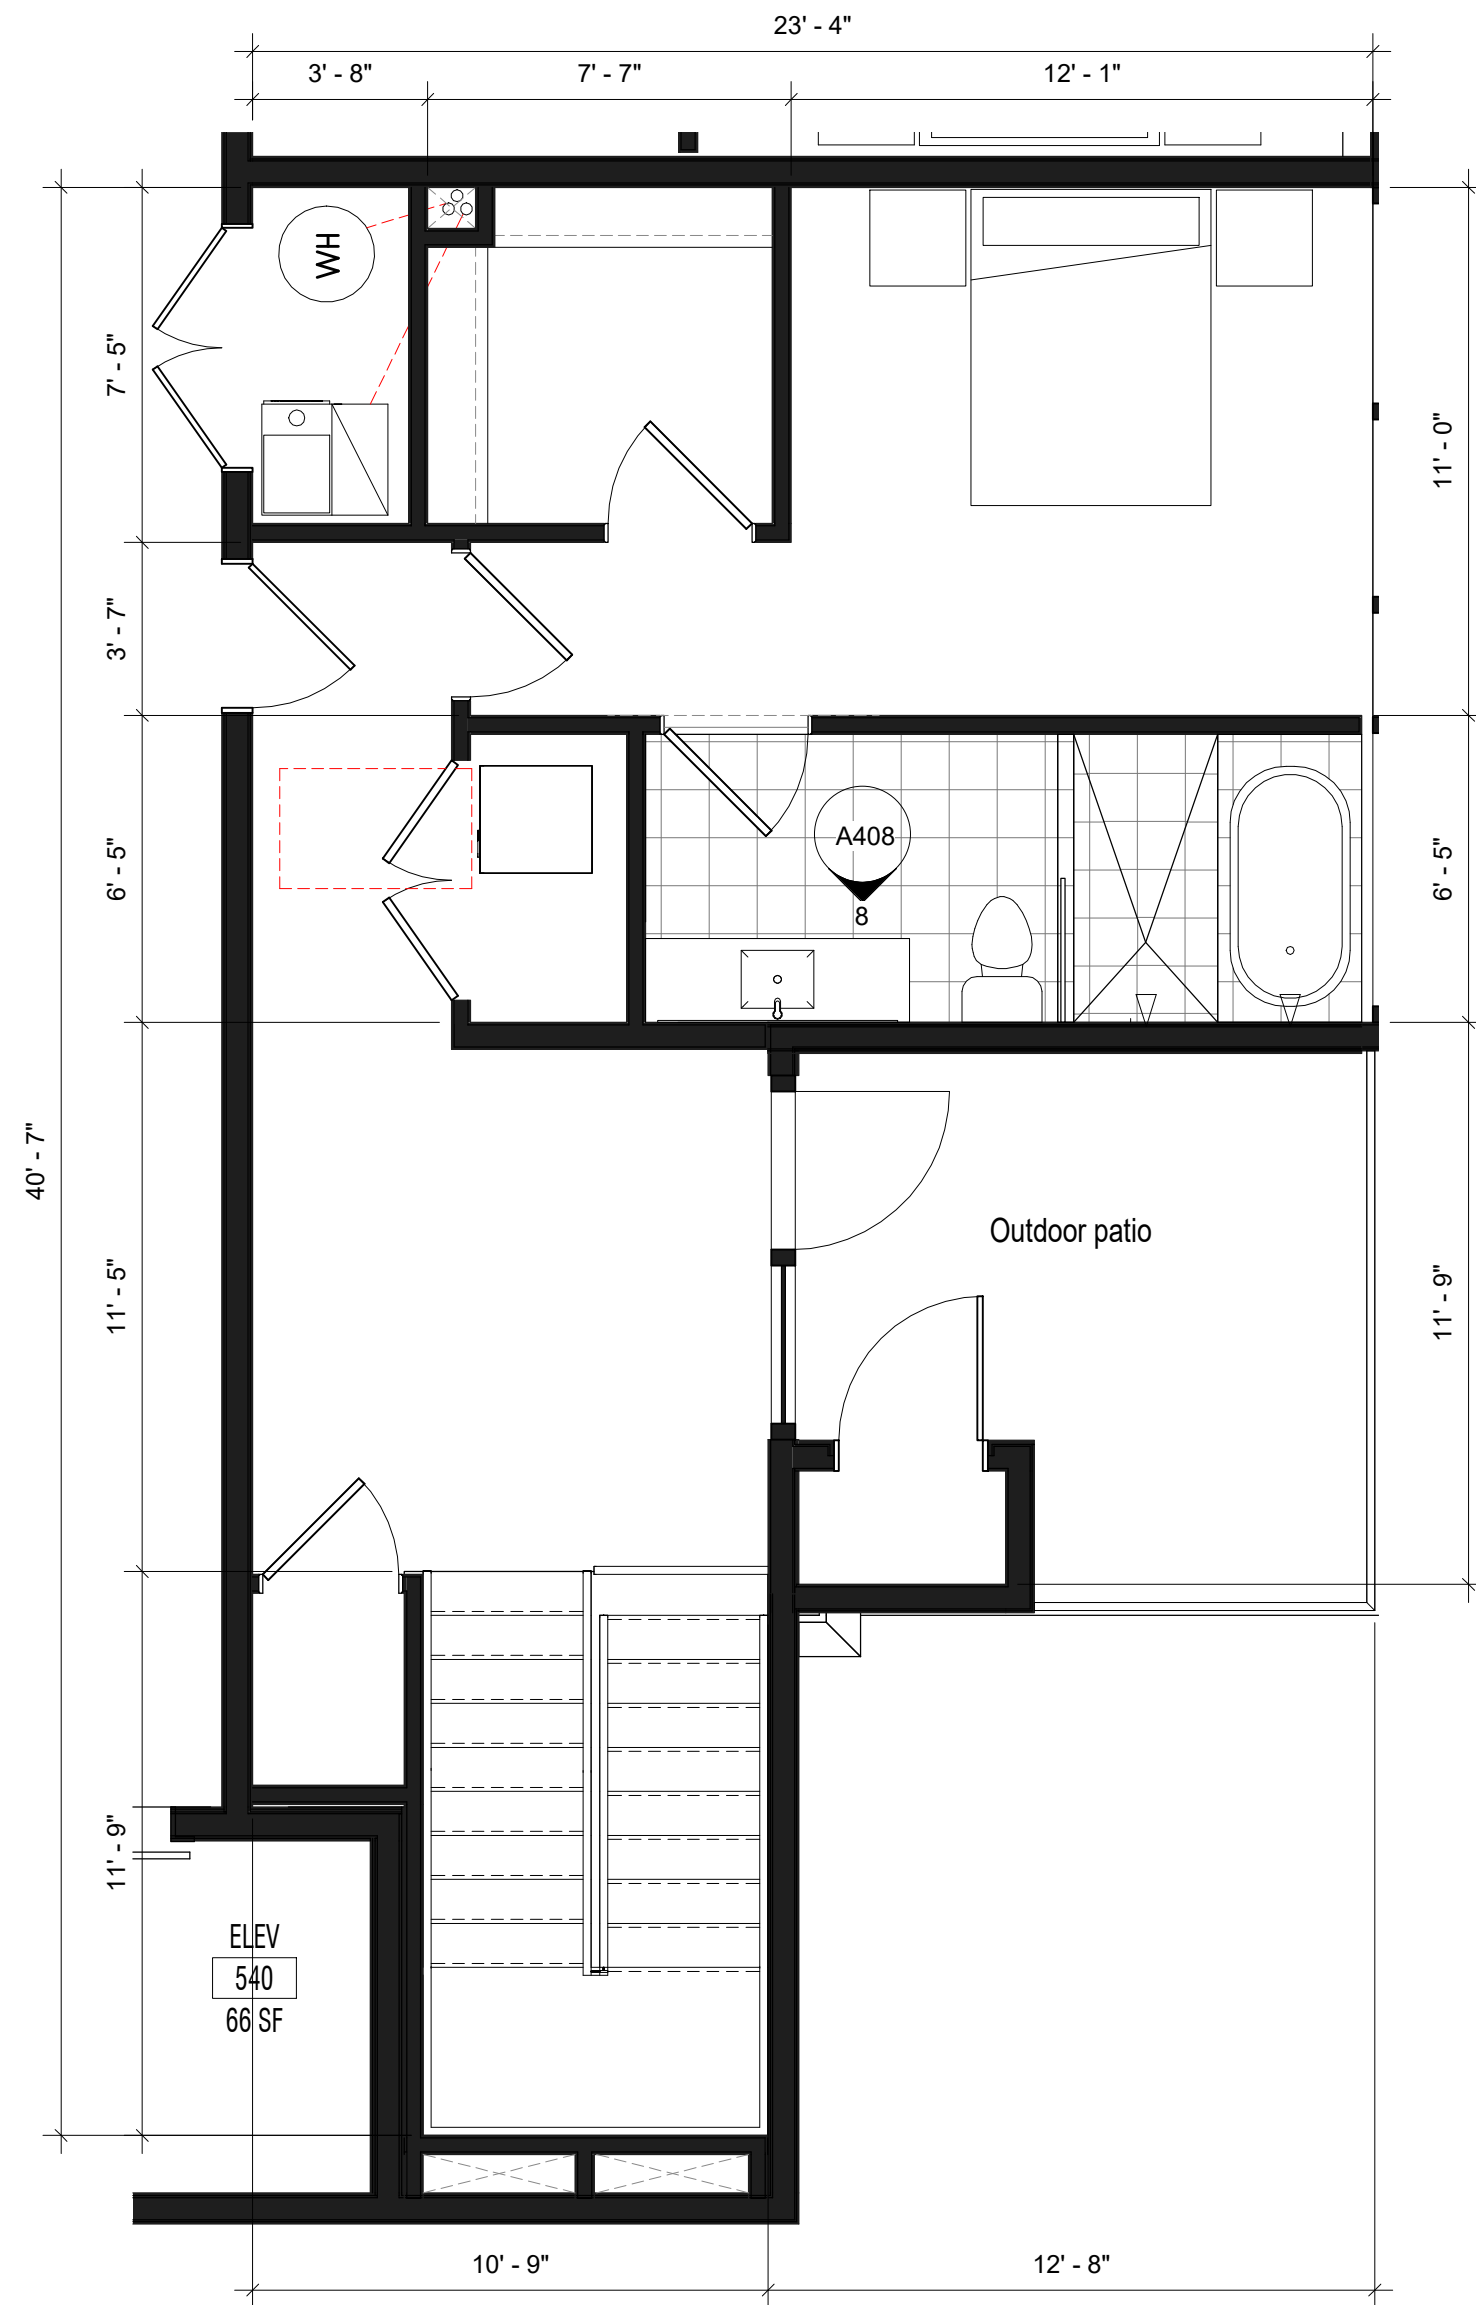 23' - 4"
3' - 8"
7' - 7"
12' - 1"
WH
7' - 5"
11' - 0"
3' - 7"
A408
8
6' - 5"
6' - 5"
40' - 7"
Outdoor patio
11' - 5"
11' - 9"
11' - 9"
ELEV
540
66 SF
10' - 9"
12' - 8"